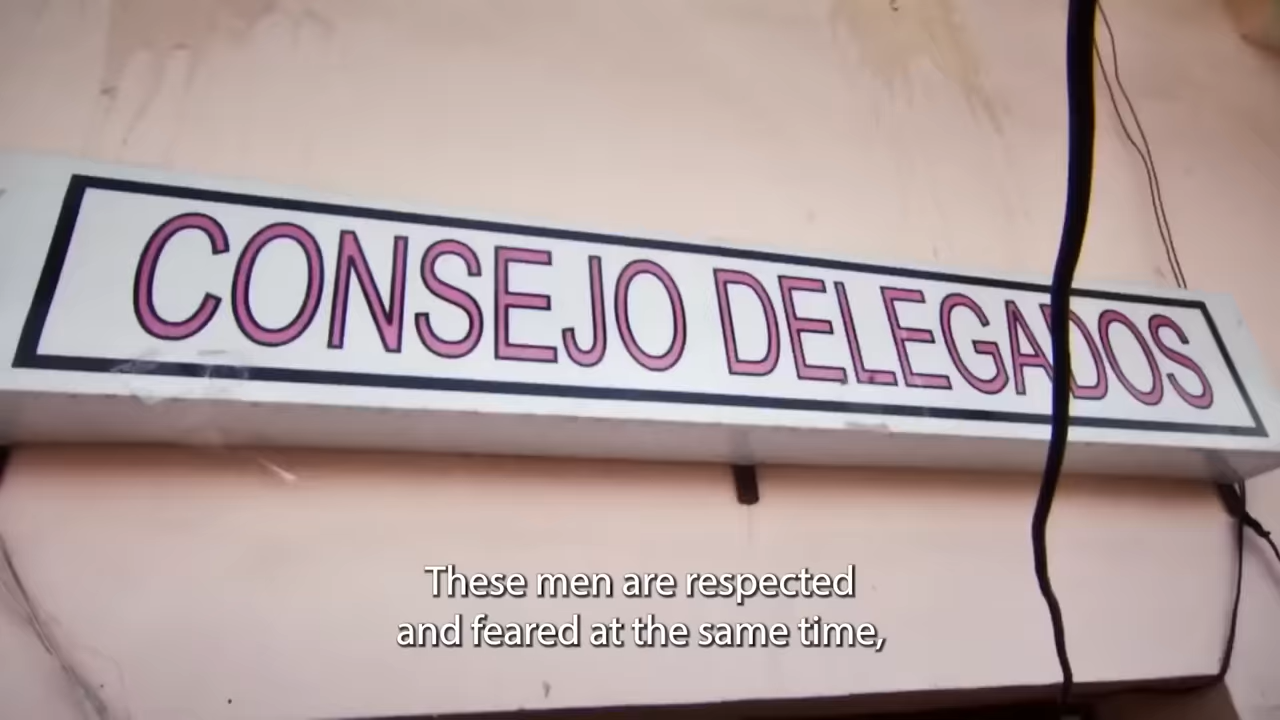 CONSEJO DELEGADOS
These men are respected
and feared at the same time,